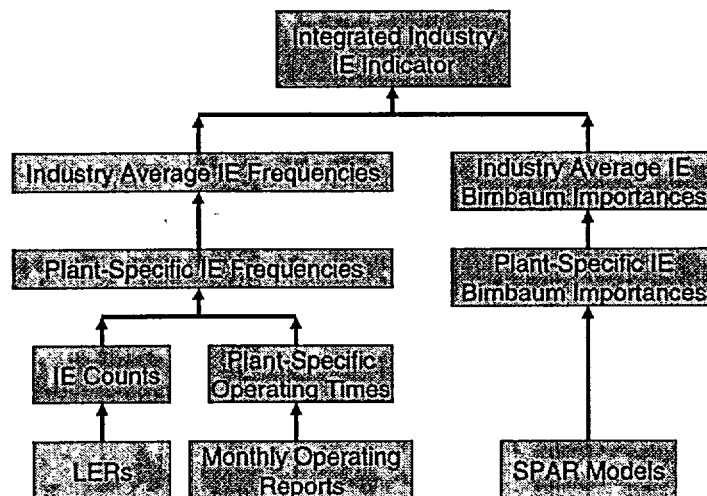 Integrated Industry
IE Indicator
Industry Average IE Frequencies
Industry Average IE
Birnbaum Importances
Plant-Specific IE Frequencies
Plant-Specific IE
Birnbaum Importances
IE Counts
Plant-Specific
Operating Times
LERs
Monthly Operating
Reports
SPAR Models